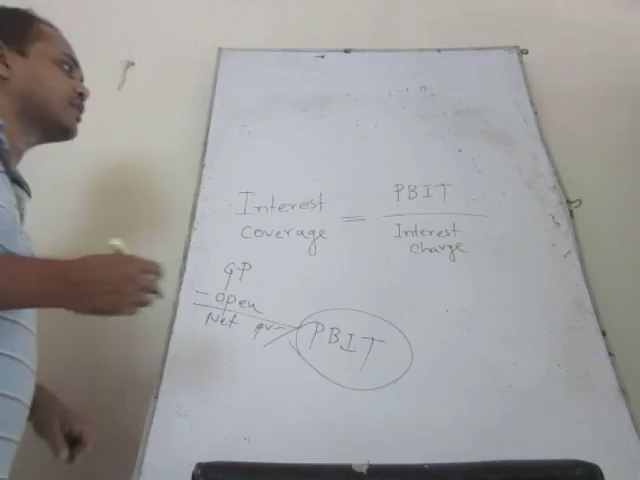 Interest coverage = PBIT
Interest charge
GP
- open
Net pr
PBIT